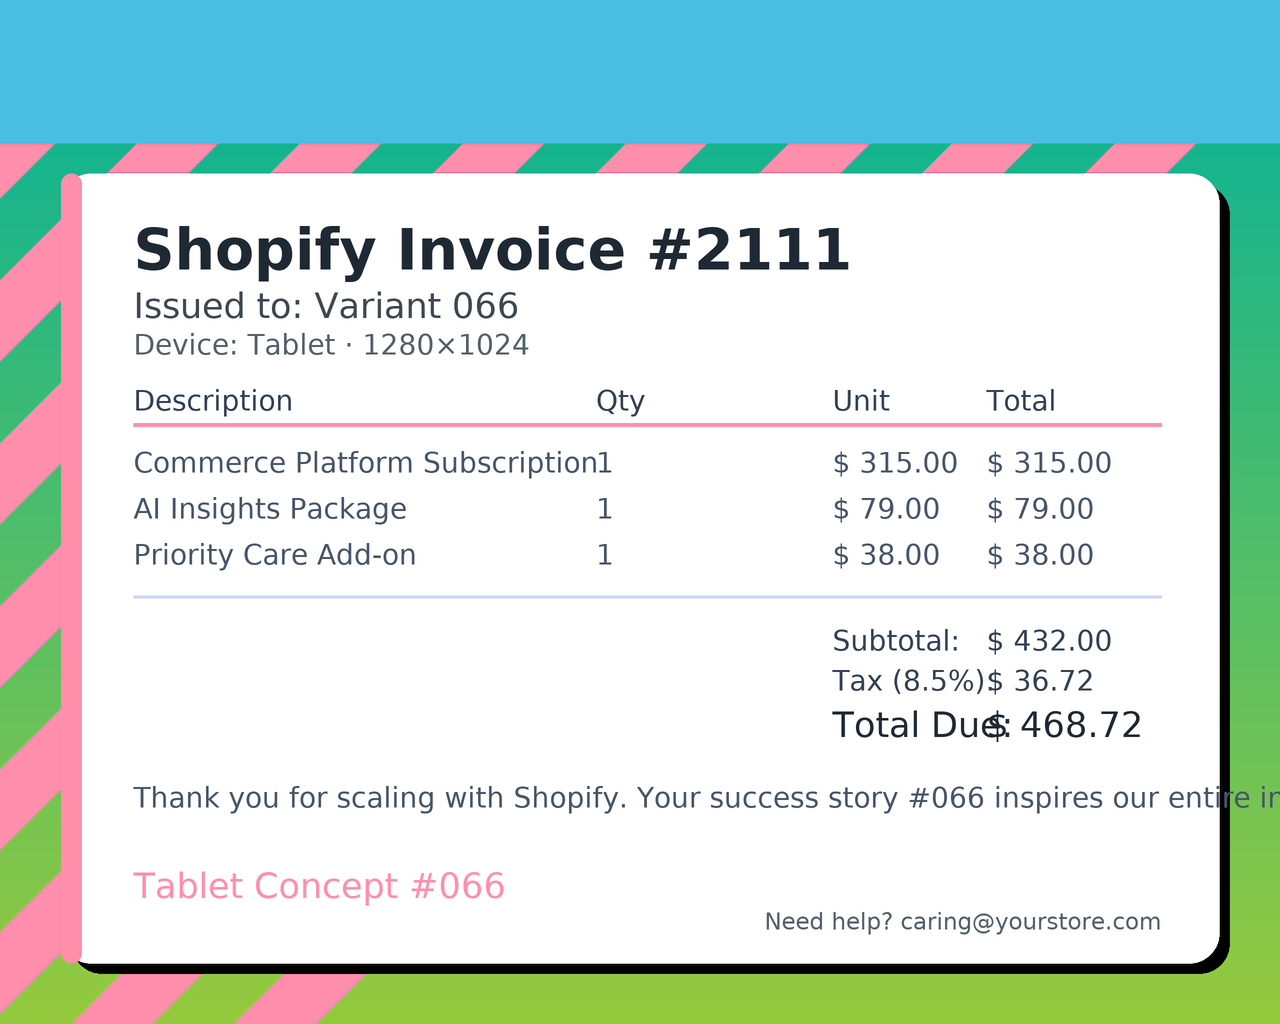 Shopify Invoice #2111
Issued to: Variant 066
Device: Tablet · 1280×1024
Description Qty Unit Total
Commerce Platform Subscription 1 $ 315.00 $ 315.00
AI Insights Package 1 $ 79.00 $ 79.00
Priority Care Add-on 1 $ 38.00 $ 38.00
Subtotal: $ 432.00
Tax (8.5%): $ 36.72
Total Due: $ 468.72
Thank you for scaling with Shopify. Your success story #066 inspires our entire
Tablet Concept #066
Need help? caring@yourstore.com